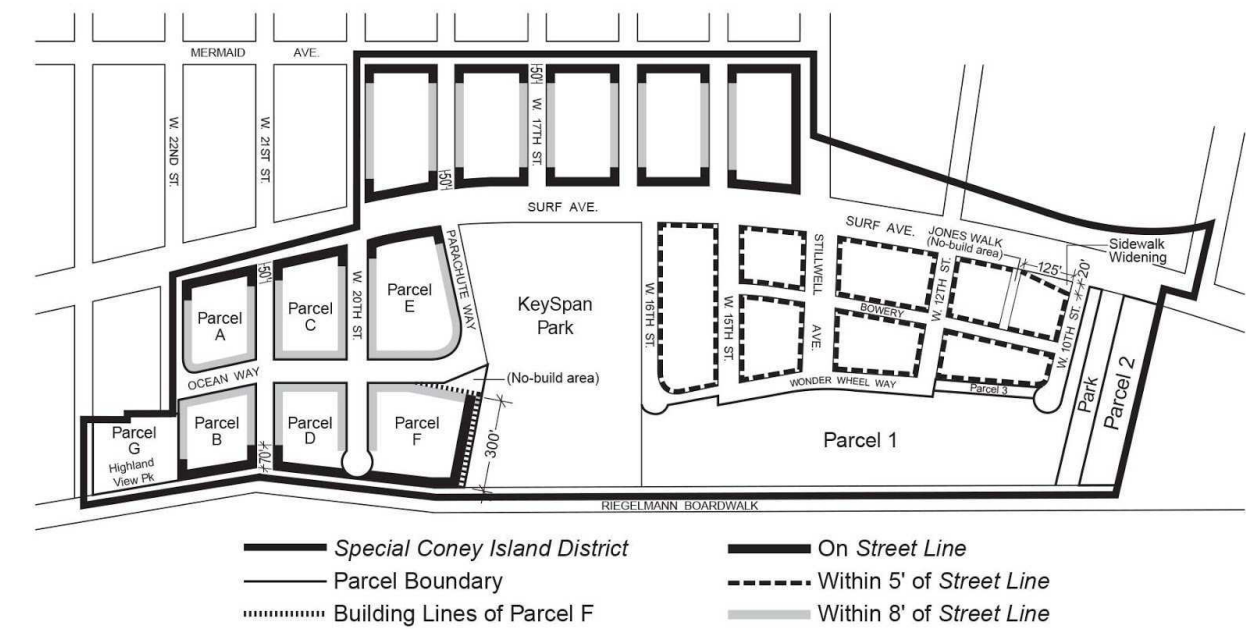 MERMAID AVE.
W. 22ND ST.
W. 21ST ST.
50'
W. 17TH ST.
50'
SURF AVE.
SURF AVE.
JONES WALK
(No-build area)
Sidewalk
Widening
125'
20'
50'
W. 20TH ST.
PARACHUTE WAY
Parcel
A
Parcel
C
Parcel
E
KeySpan
Park
W. 16TH ST.
W. 15TH ST.
STILLWELL
AVE.
BOWERY
W. 12TH ST.
W. 10TH ST.
OCEAN WAY
(No-build area)
WONDER WHEEL WAY
Parcel 3
Park
Parcel 2
Parcel
G
Highland
View Pk
Parcel
B
70'
Parcel
D
Parcel
F
300'
Parcel 1
RIEGELMANN BOARDWALK
Special Coney Island District
Parcel Boundary
Building Lines of Parcel F
On Street Line
Within 5' of Street Line
Within 8' of Street Line